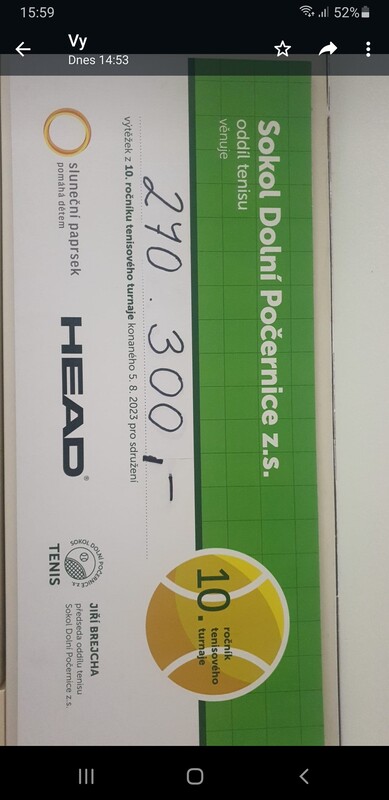 15:59
52%
Vy
Dnes 14:53
Sokol Dolní Počernice z.s.
oddíl tenisu
věnuje
270.300,-
výtěžek z 10. ročníku tenisového turnaje konaného 5. 8. 2023 pro sdružení
10.
ročník
tenisového
turnaje
sluneční paprsek
pomáhá dětem
HEAD®
SOKOL DOLNÍ POČERNICE z.s.
TENIS
JIŘÍ BREJCHA
předseda oddílu tenisu
Sokol Dolní Počernice z.s.